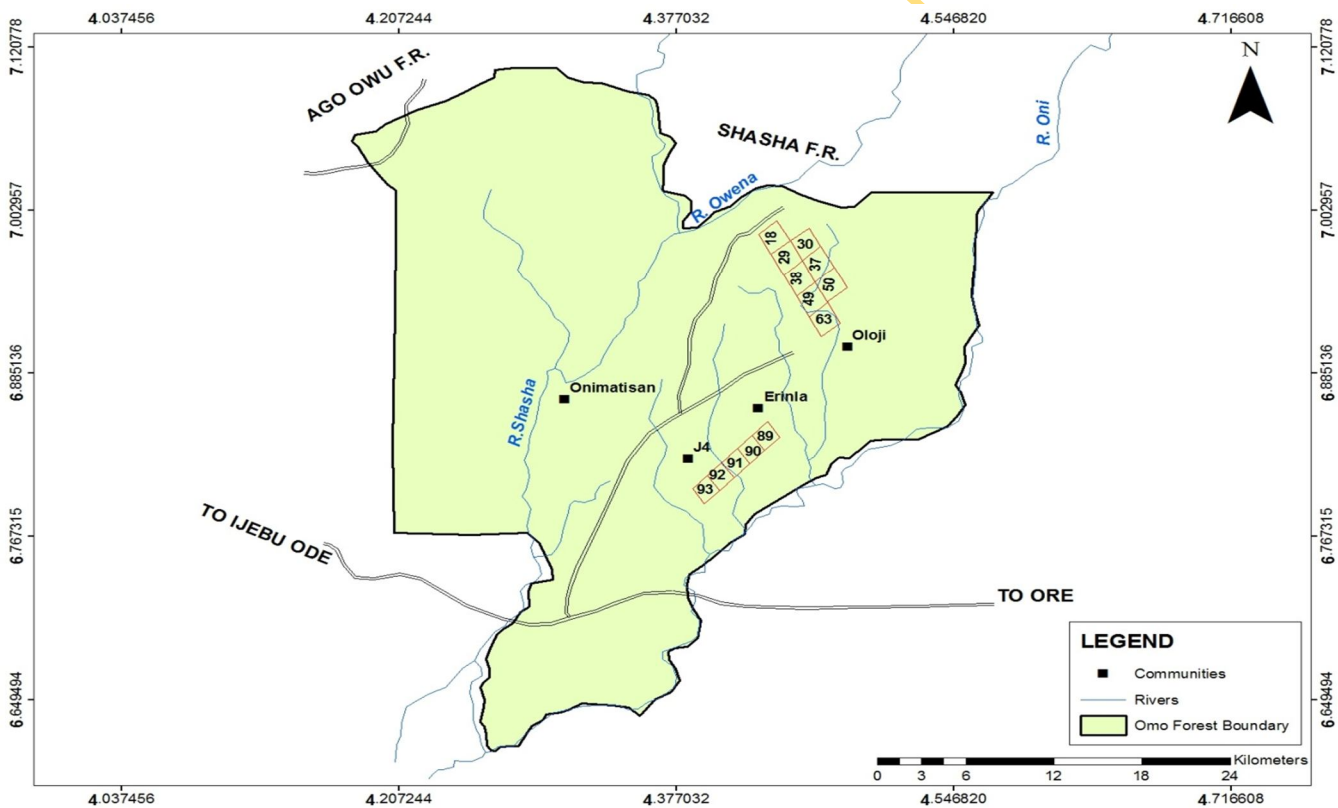 4.037456
4.207244
4.377032
4.546820
4.716608
7.120778
7.120778
N
AGO OWU F.R.
SHASHA F.R.
R. Oni
R. Owena
7.002957
7.002957
18
30
29
37
38
50
49
63
Oloji
6.885136
6.885136
Onimatisan
Erinla
R.Shasha
J4
89
90
91
92
93
TO IJEBU ODE
6.767315
6.767315
TO ORE
LEGEND
Communities
Rivers
Omo Forest Boundary
6.649494
6.649494
Kilometers
0 3 6 12 18 24
4.037456
4.207244
4.377032
4.546820
4.716608